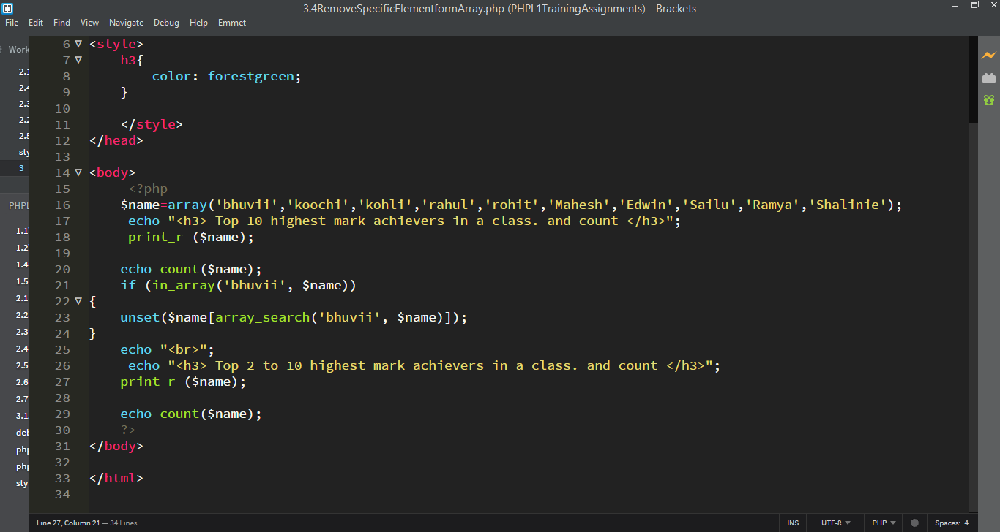 3.4RemoveSpecificElementformArray.php (PHPL1TrainingAssignments) - Brackets
File Edit Find View Navigate Debug Help Emmet
Work
2.1
2.4
2.3
2.2
2.5
sty
3
PHPL
1.1
1.2
1.4
1.5
2.1
2.2
2.3
2.4
2.5
2.6
2.7
3.1
deb
php
php
sty
6 <style>
7 h3{
8 color: forestgreen;
9 }
10
11 </style>
12 </head>
13
14 <body>
15 <?php
16 $name=array('bhuvii','koochi','kohli','rahul','rohit','Mahesh','Edwin','Sailu','Ramya','Shalinie');
17 echo "<h3> Top 10 highest mark achievers in a class. and count </h3>";
18 print_r ($name);
19
20 echo count($name);
21 if (in_array('bhuvii', $name))
22 {
23 unset($name[array_search('bhuvii', $name)]);
24 }
25 echo "<br>";
26 echo "<h3> Top 2 to 10 highest mark achievers in a class. and count </h3>";
27 print_r ($name);
28
29 echo count($name);
30 ?>
31 </body>
32
33 </html>
34
Line 27, Column 21 — 34 Lines
INS UTF-8 PHP Spaces: 4